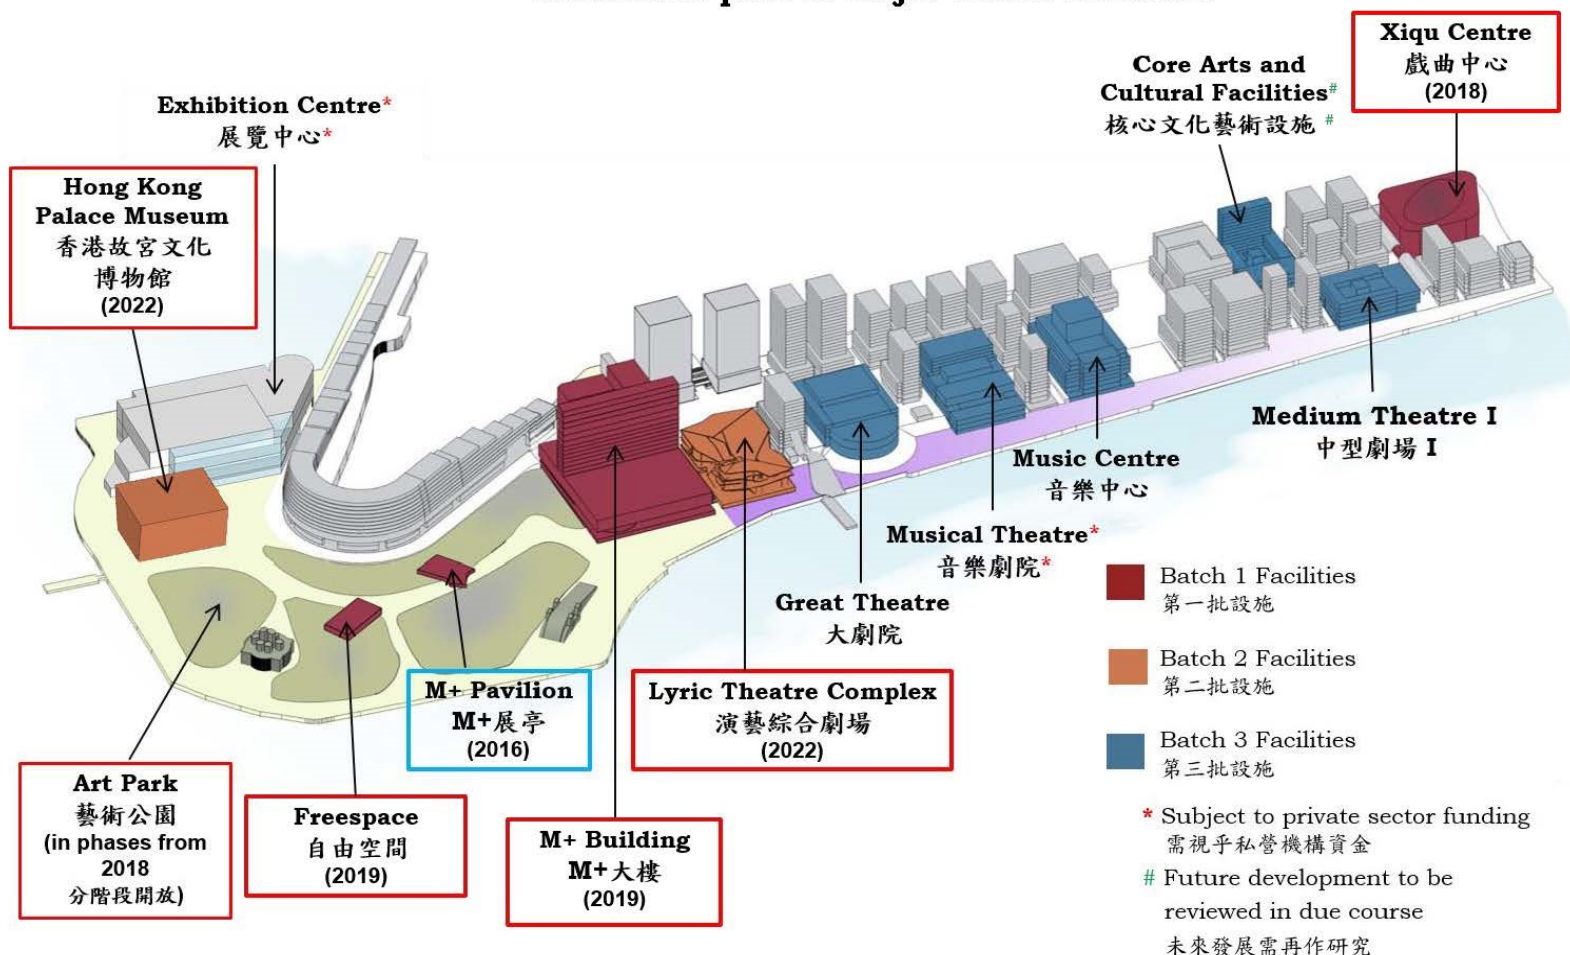 Exhibition Centre*
展覽中心*
Hong Kong
Palace Museum
香港故宮文化
博物館
(2022)
Core Arts and
Cultural Facilities#
核心文化藝術設施 #
Xiqu Centre
戲曲中心
(2018)
Medium Theatre I
中型劇場 I
Music Centre
音樂中心
Musical Theatre*
音樂劇院*
Great Theatre
大劇院
M+ Pavilion
M+展亭
(2016)
Lyric Theatre Complex
演藝綜合劇場
(2022)
Art Park
藝術公園
(in phases from
2018
分階段開放)
Freespace
自由空間
(2019)
M+ Building
M+大樓
(2019)
Batch 1 Facilities
第一批設施
Batch 2 Facilities
第二批設施
Batch 3 Facilities
第三批設施
* Subject to private sector funding
需視乎私營機構資金
# Future development to be
reviewed in due course
未來發展需再作研究